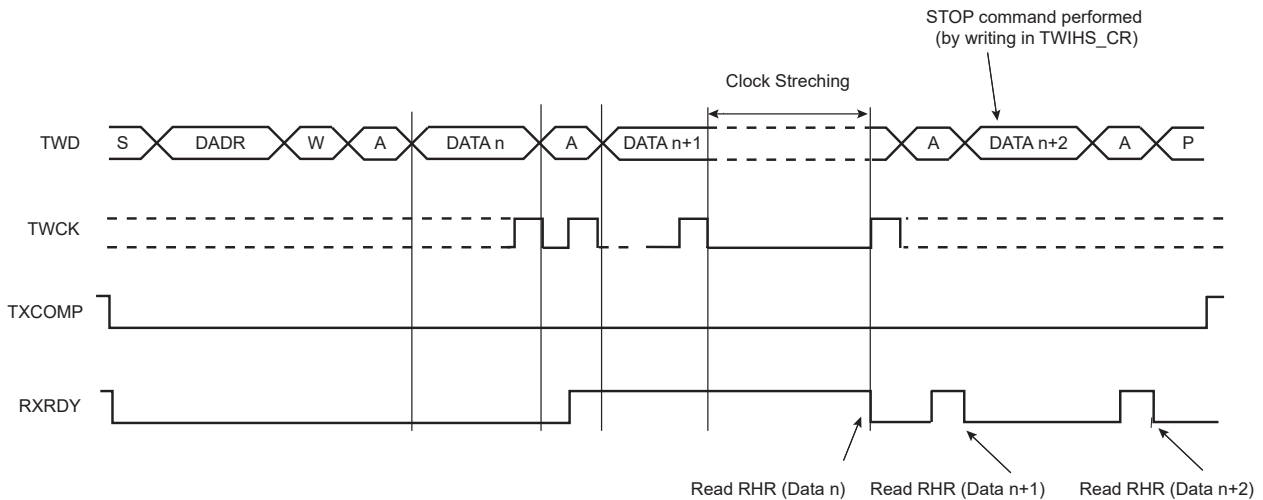 STOP command performed
(by writing in TWIHS_CR)
Clock Streching
TWD
S
DADR
W
A
DATA n
A
DATA n+1
A
DATA n+2
A
P
TWCK
TXCOMP
RXRDY
Read RHR (Data n)
Read RHR (Data n+1)
Read RHR (Data n+2)